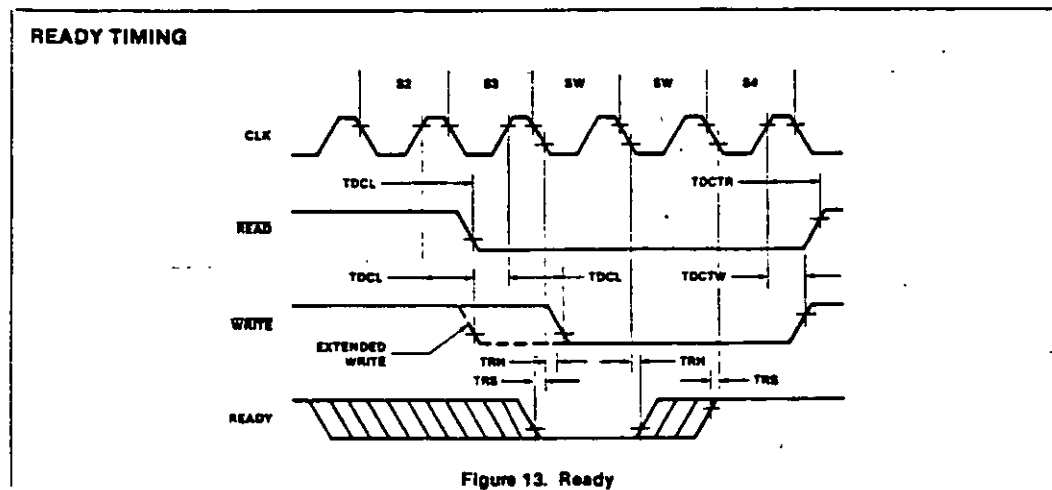 READY TIMING
S2 S3 SW SW S4
CLK
TDCL TDCTR
READ
TDCL TDCL TDCTW
WRITE
EXTENDED
WRITE
TRH TRH
TRS TRS
READY
Figure 13. Ready